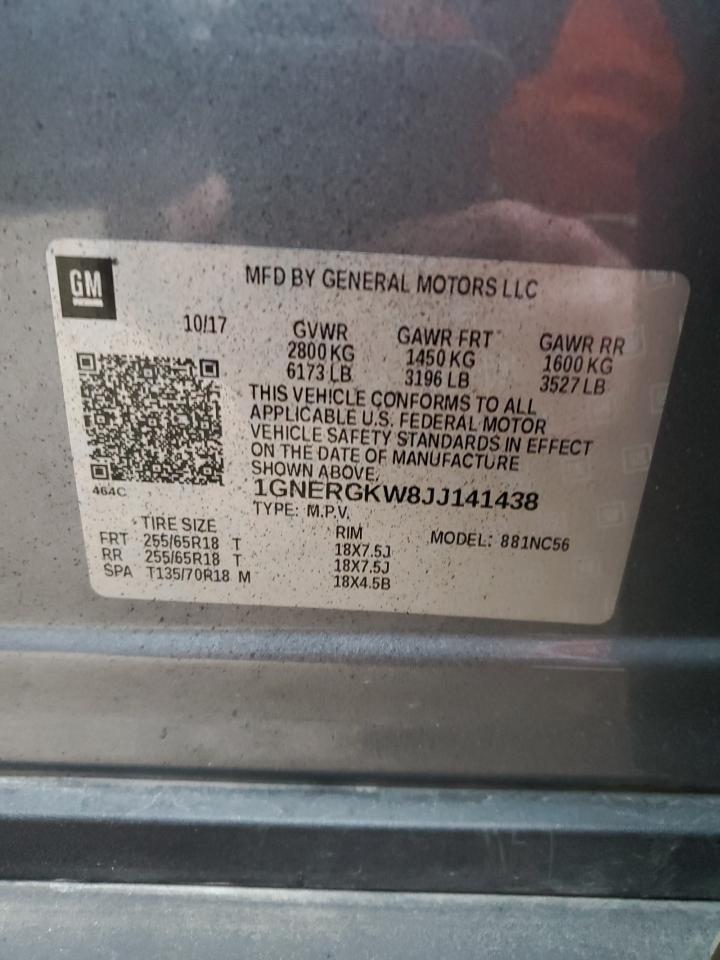 GM
MFD BY GENERAL MOTORS LLC
10/17
GVWR GAWR FRT GAWR RR
2800 KG 1450 KG 1600 KG
6173 LB 3196 LB 3527 LB
THIS VEHICLE CONFORMS TO ALL
APPLICABLE U.S. FEDERAL MOTOR
VEHICLE SAFETY STANDARDS IN EFFECT
ON THE DATE OF MANUFACTURE
SHOWN ABOVE.
464C
1GNERGKW8JJ141438
TYPE: M.P.V.
TIRE SIZE RIM MODEL: 881NC56
FRT 255/65R18 T 18X7.5J
RR 255/65R18 T 18X7.5J
SPA T135/70R18 M 18X4.5B